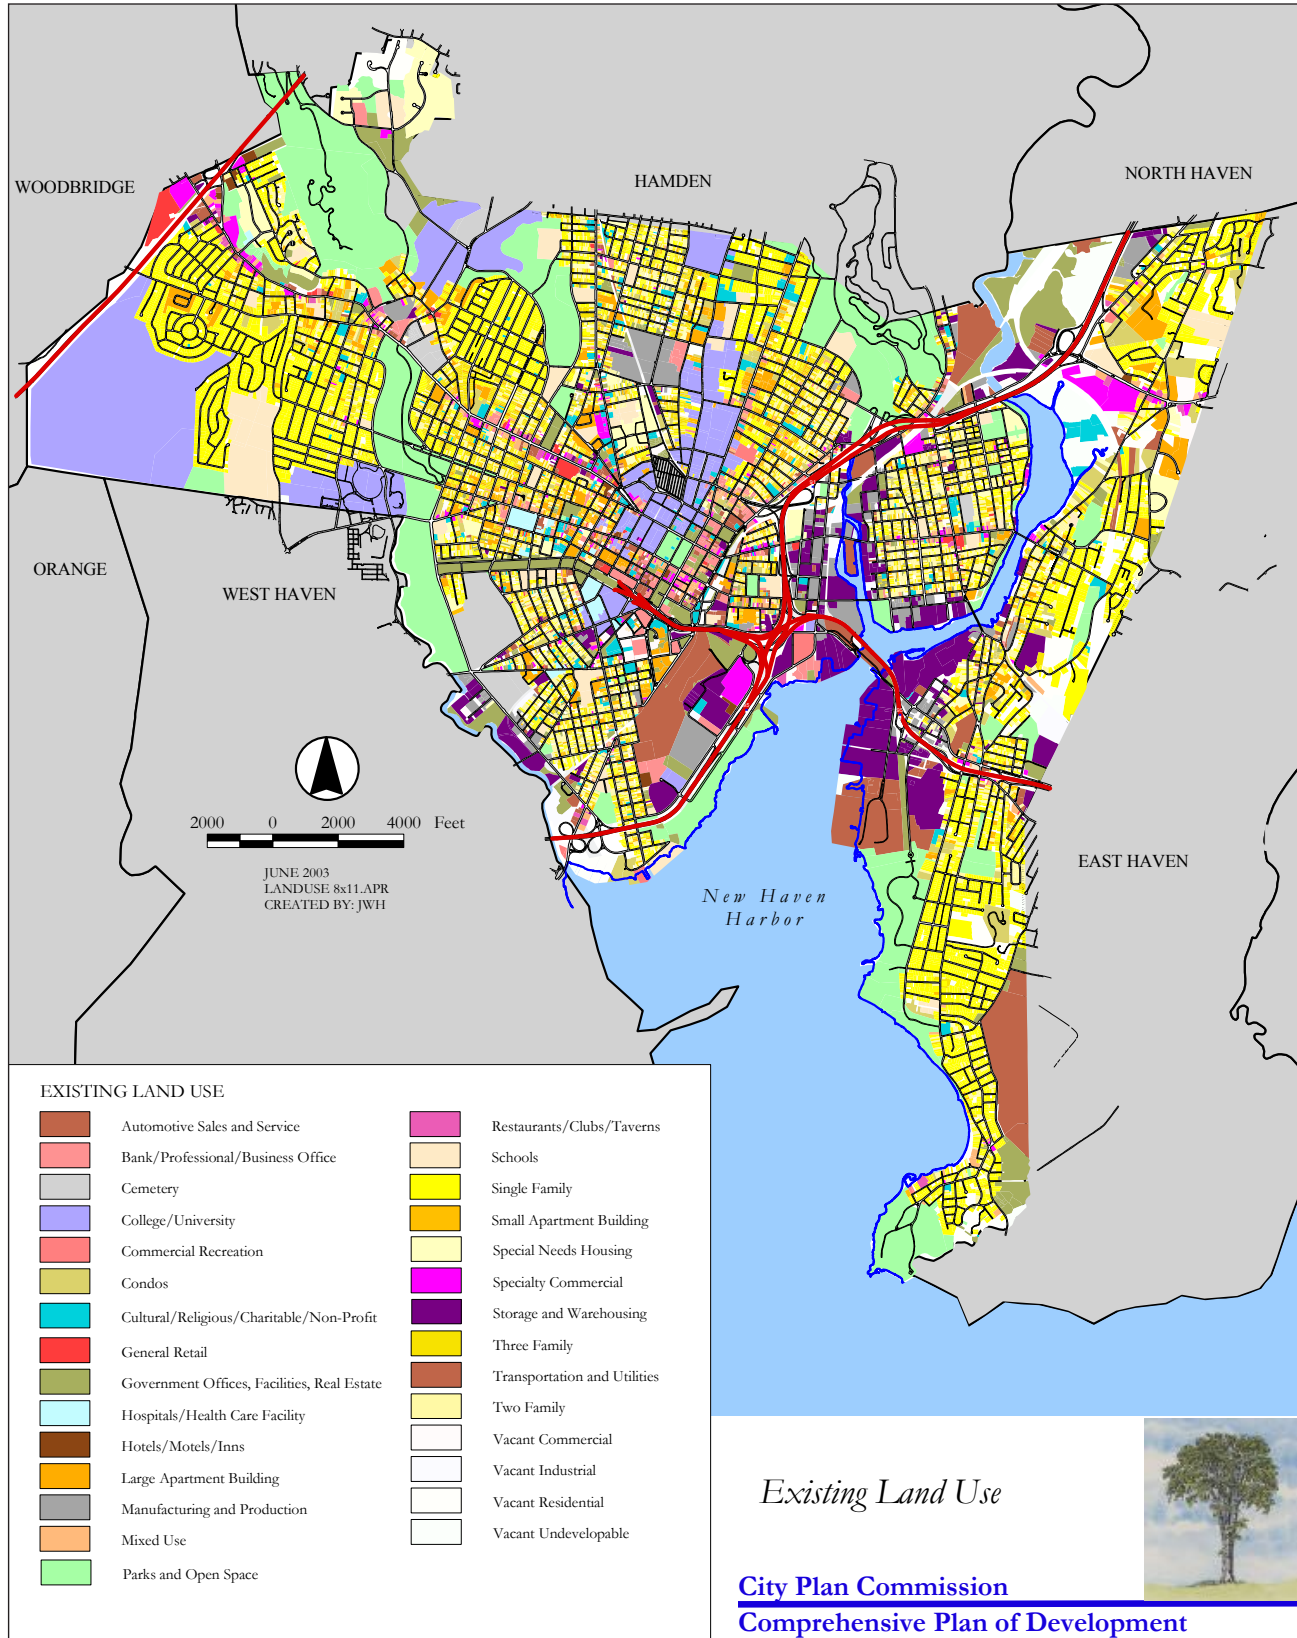 WOODBRIDGE
HAMDEN
NORTH HAVEN
ORANGE
WEST HAVEN
EAST HAVEN
New Haven
Harbor
2000 0 2000 4000 Feet
JUNE 2003
LANDUSE 8x11.APR
CREATED BY: JWH
EXISTING LAND USE
Automotive Sales and Service
Bank/Professional/Business Office
Cemetery
College/University
Commercial Recreation
Condos
Cultural/Religious/Charitable/Non-Profit
General Retail
Government Offices, Facilities, Real Estate
Hospitals/Health Care Facility
Hotels/Motels/Inns
Large Apartment Building
Manufacturing and Production
Mixed Use
Parks and Open Space
Restaurants/Clubs/Taverns
Schools
Single Family
Small Apartment Building
Special Needs Housing
Specialty Commercial
Storage and Warehousing
Three Family
Transportation and Utilities
Two Family
Vacant Commercial
Vacant Industrial
Vacant Residential
Vacant Undevelopable
Existing Land Use
City Plan Commission
Comprehensive Plan of Development